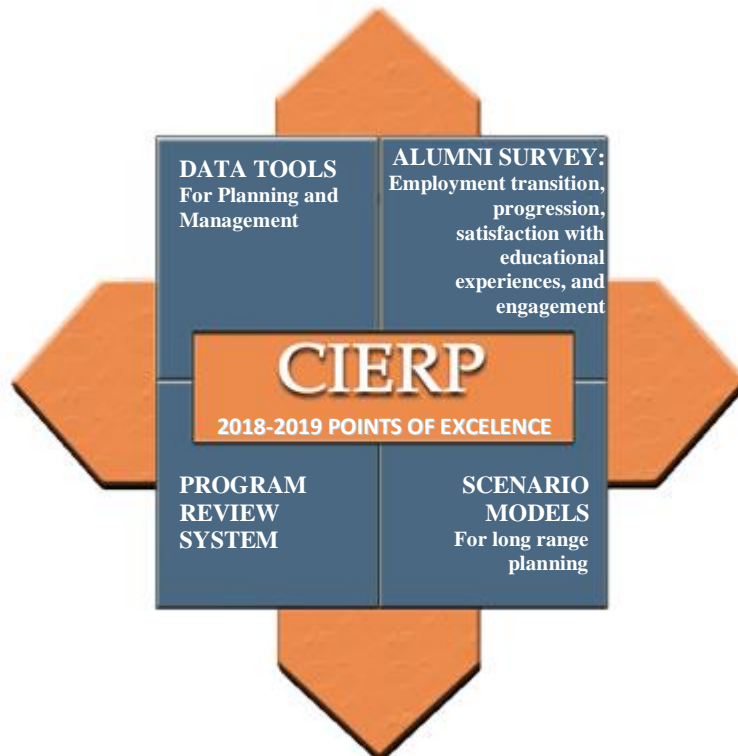 DATA TOOLS
For Planning and
Management
ALUMNI SURVEY:
Employment transition,
progression,
satisfaction with
educational
experiences, and
engagement
CIERP
2018-2019 POINTS OF EXCELENCE
PROGRAM
REVIEW
SYSTEM
SCENARIO
MODELS
For long range
planning